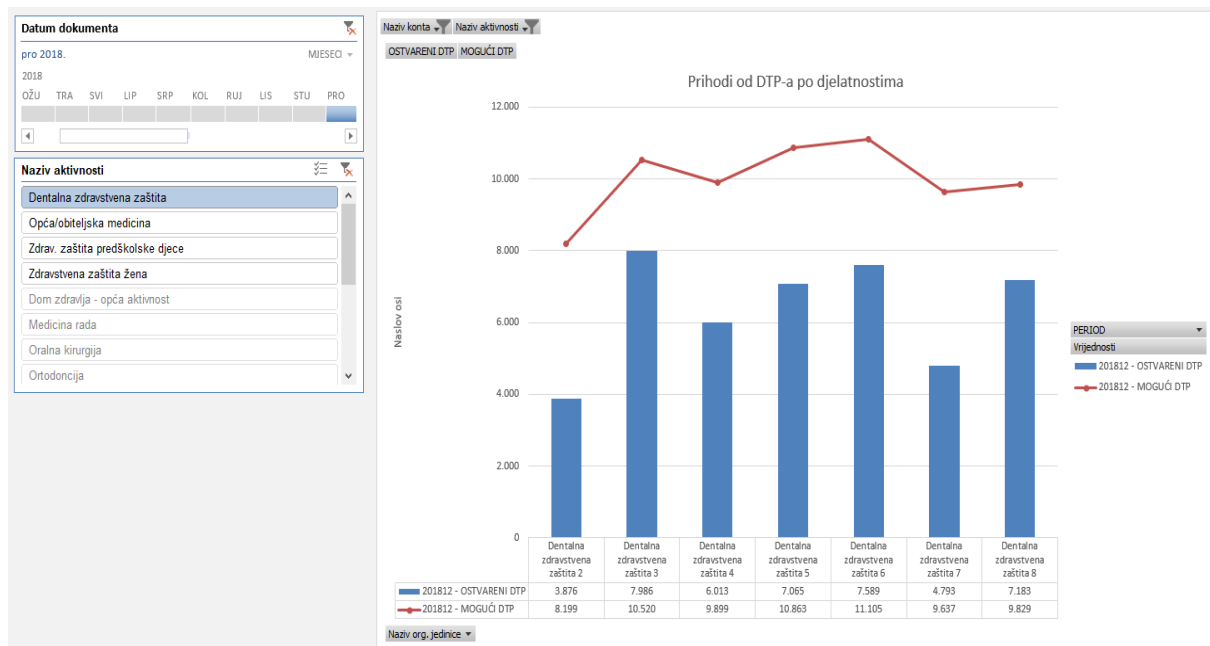 Datum dokumenta
pro 2018.
MJESECI
2018
OŽU TRA SVI LIP SRP KOL RUJ LIS STU PRO
Naziv aktivnosti
Dentalna zdravstvena zaštita
Opća/obiteljska medicina
Zdrav. zaštita predškolske djece
Zdravstvena zaštita žena
Dom zdravlja - opća aktivnost
Medicina rada
Oralna kirurgija
Ortodoncija
Naziv konta Naziv aktivnosti
OSTVARENI DTP MOGUĆI DTP
Prihodi od DTP-a po djelatnostima
Naslov osi
12.000
10.000
8.000
6.000
4.000
2.000
0
Dentalna Dentalna Dentalna Dentalna Dentalna Dentalna Dentalna
zdravstvena zdravstvena zdravstvena zdravstvena zdravstvena zdravstvena zdravstvena
zaštita 2 zaštita 3 zaštita 4 zaštita 5 zaštita 6 zaštita 7 zaštita 8
201812 - OSTVARENI DTP 3.876 7.986 6.013 7.065 7.589 4.793 7.183
201812 - MOGUĆI DTP 8.199 10.520 9.899 10.863 11.105 9.637 9.829
Naziv org. jedinice
PERIOD
Vrijednosti
201812 - OSTVARENI DTP
201812 - MOGUĆI DTP